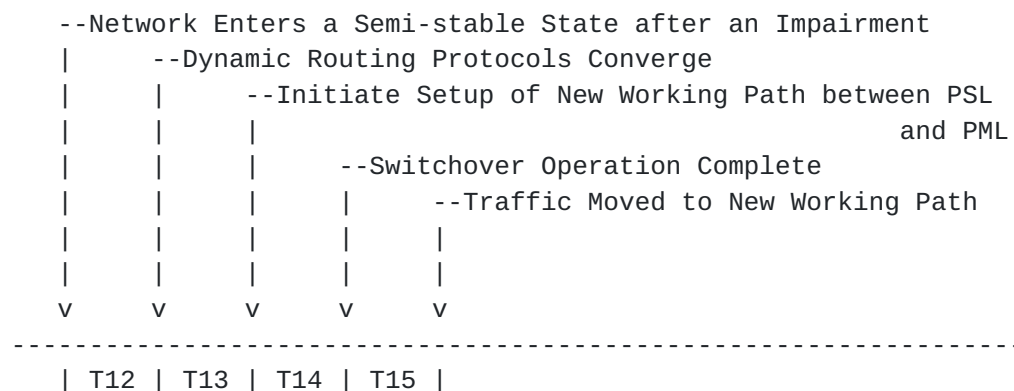 --Network Enters a Semi-stable State after an Impairment
|     --Dynamic Routing Protocols Converge
|     |     --Initiate Setup of New Working Path between PSL
|     |     |                                         and PML
|     |     |     --Switchover Operation Complete
|     |     |     |     --Traffic Moved to New Working Path
|     |     |     |     |
|     |     |     |     |
v     v     v     v     v
-----------------------------------------------------------------
| T12 | T13 | T14 | T15 |